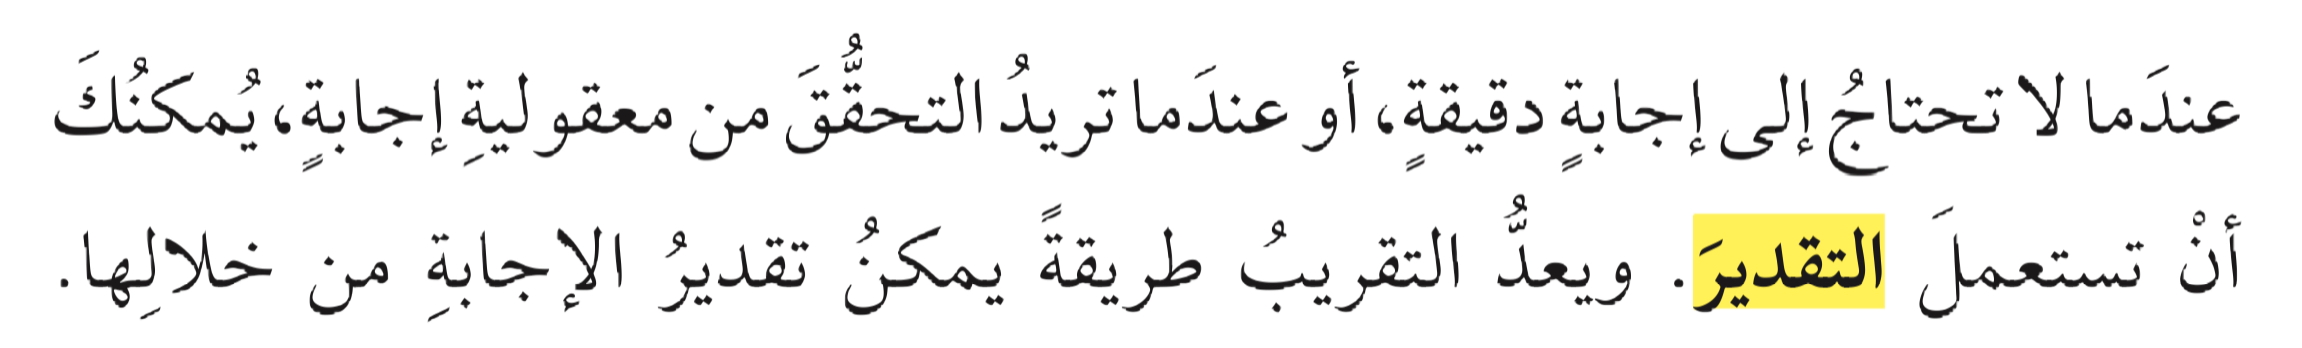 عندَما لا تحتاجُ إلى إجابةٍ دقيقةٍ، أو عندَما تريدُ التحقُّقَ من معقوليةِ إجابةٍ، يُمكنُكَ
أنْ تستعملَ التقديرَ. ويعدُّ التقريبُ طريقةً يمكنُ تقديرُ الإجابةِ من خلالِها.